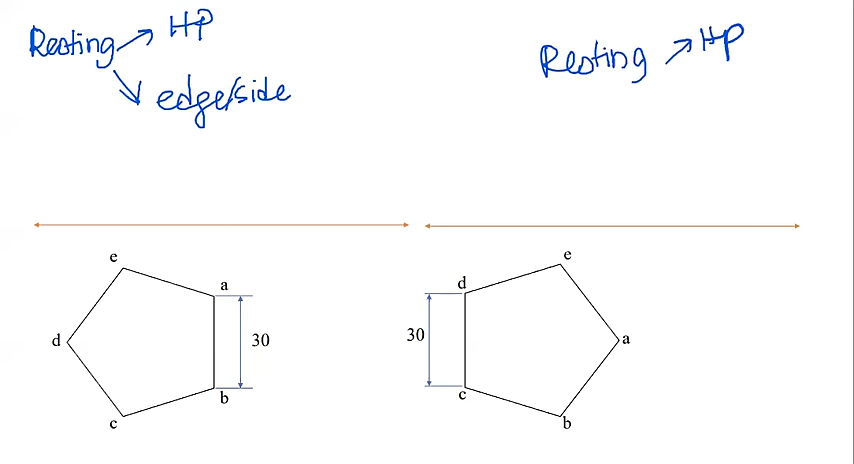 Resting → HP
edge/side
Resting → HP
e
a
d
30
b
c
e
d
30
a
c
b